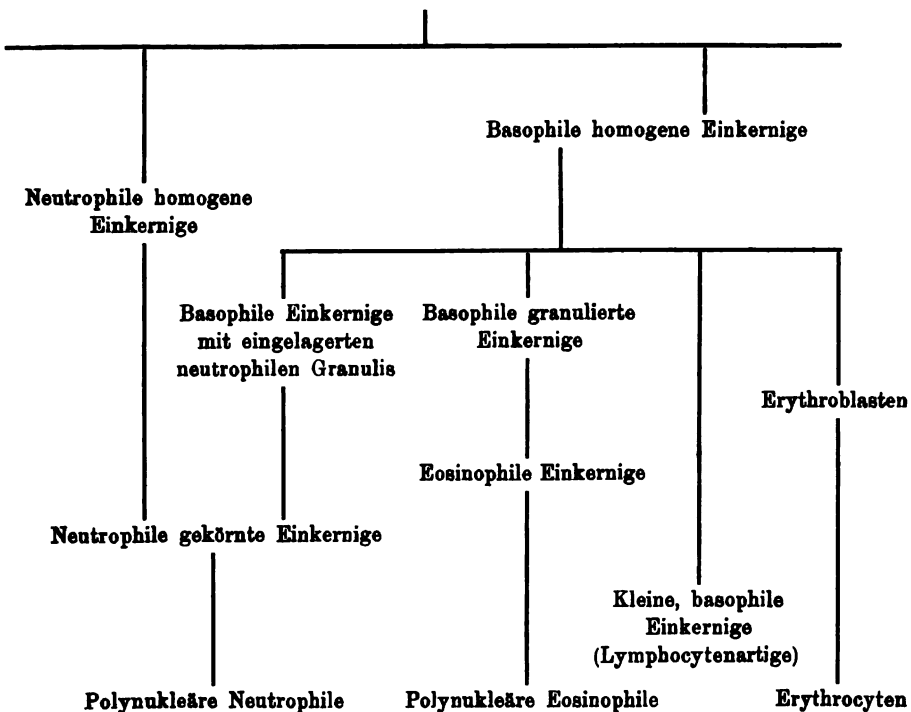 Basophile homogene Einkernige
Neutrophile homogene
Einkernige
Basophile Einkernige
mit eingelagerten
neutrophilen Granulis
Basophile granulierte
Einkernige
Erythroblasten
Eosinophile Einkernige
Neutrophile gekörnte Einkernige
Kleine, basophile
Einkernige
(Lymphocytenartige)
Polynukleäre Neutrophile
Polynukleäre Eosinophile
Erythrocyten